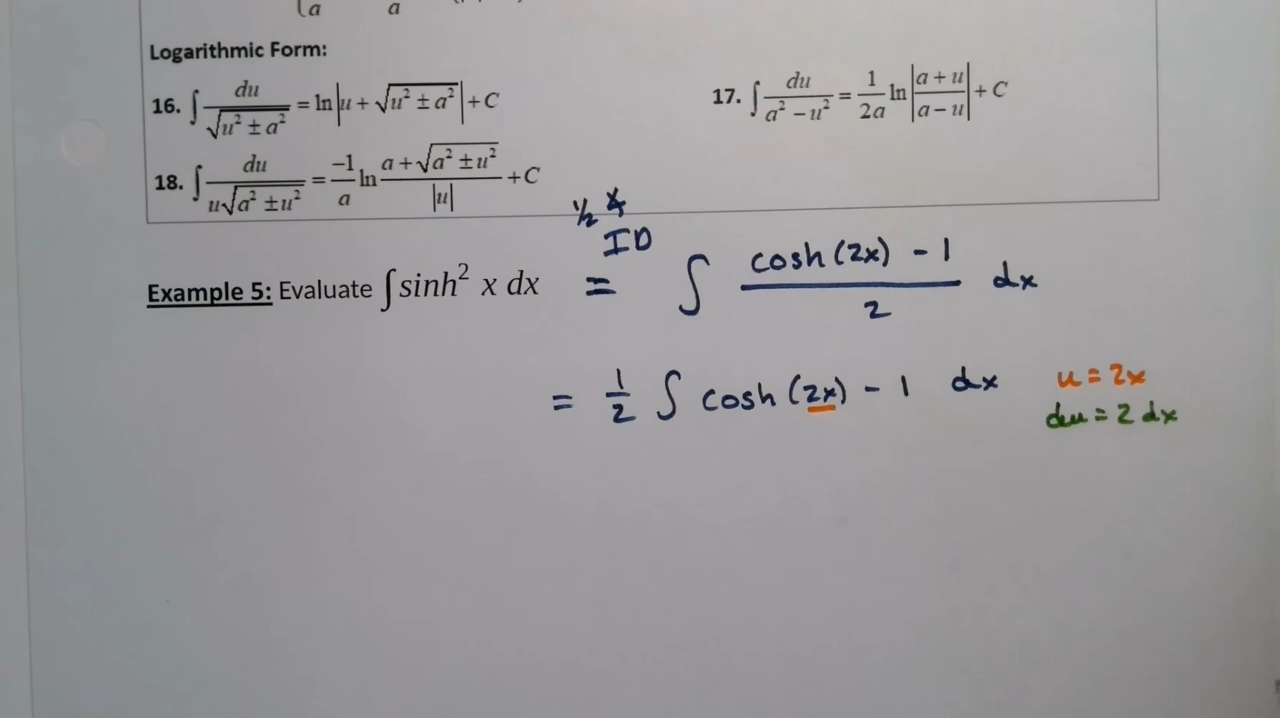 a a
Logarithmic Form:
16. ∫ du / √(u² ± a²) = ln|u + √(u² ± a²)| + C
17. ∫ du / (a² − u²) = 1/(2a) ln|(a + u)/(a − u)| + C
18. ∫ du / (u√(a² ± u²)) = −1/a ln (a + √(a² ± u²))/|u| + C
½ ∡
ID
Example 5: Evaluate ∫ sinh² x dx = ∫ (cosh (2x) − 1)/2 dx
= 1/2 ∫ cosh (2x) − 1 dx u = 2x
du = 2 dx